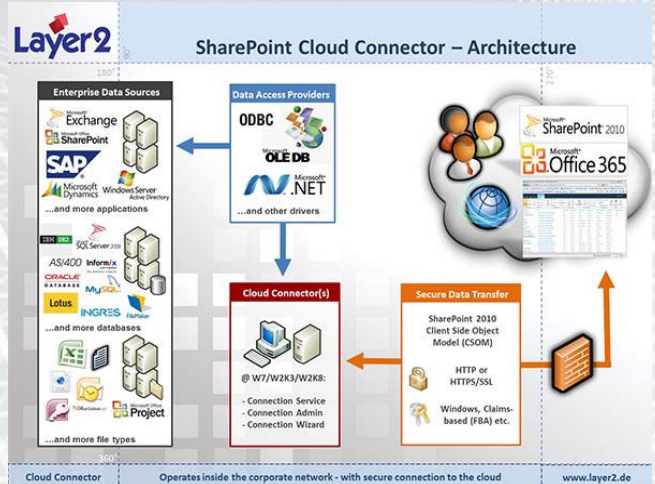 Layer2
SharePoint Cloud Connector – Architecture
180°
90°
270°
Enterprise Data Sources
Microsoft
Exchange
Microsoft Office
SharePoint
SAP
Microsoft
Dynamics
Windows Server
Active Directory
...and more applications
IBM DB2
SQL Server 2008
AS/400
Informix
ORACLE
DATABASE
MySQL
Lotus
INGRES
FileMaker
...and more databases
Microsoft Office
Project
...and more file types
360°
Data Access Providers
ODBC
Microsoft
OLE DB
Microsoft
.NET
...and other drivers
Cloud Connector(s)
@ W7/W2K3/W2K8:
- Connection Service
- Connection Admin
- Connection Wizard
Secure Data Transfer
SharePoint 2010
Client Side Object
Model (CSOM)
HTTP or
HTTPS/SSL
Windows, Claims-
based (FBA) etc.
Microsoft
SharePoint 2010
Microsoft
Office 365
Cloud Connector
Operates inside the corporate network - with secure connection to the cloud
www.layer2.de